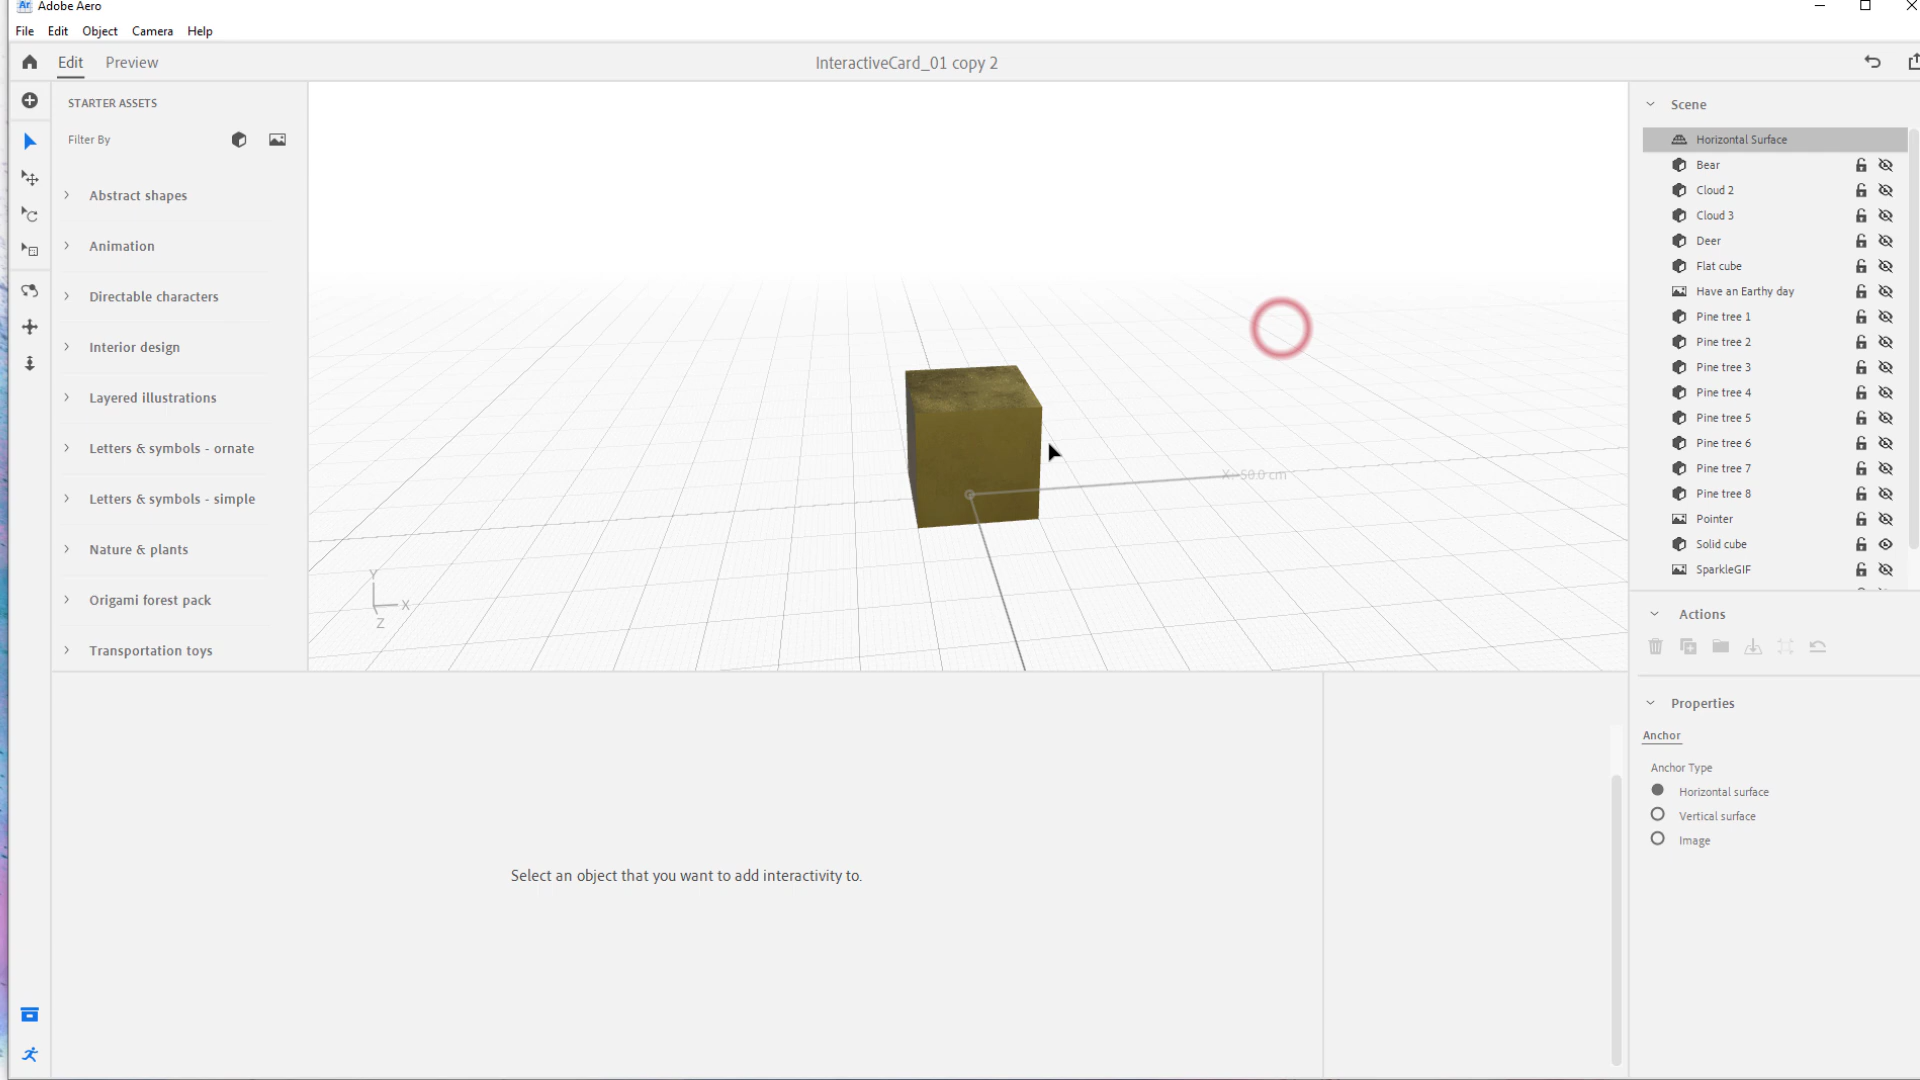 Adobe Aero
File Edit Object Camera Help
Edit Preview InteractiveCard_01 copy 2
STARTER ASSETS
Filter By
Abstract shapes
Animation
Directable characters
Interior design
Layered illustrations
Letters & symbols - ornate
Letters & symbols - simple
Nature & plants
Origami forest pack
Transportation toys
Y
X
Z
Select an object that you want to add interactivity to.
Scene
Horizontal Surface
Bear
Cloud 2
Cloud 3
Deer
Flat cube
Have an Earthy day
Pine tree 1
Pine tree 2
Pine tree 3
Pine tree 4
Pine tree 5
Pine tree 6
Pine tree 7
Pine tree 8
Pointer
Solid cube
SparkleGIF
Actions
Properties
Anchor
Anchor Type
Horizontal surface
Vertical surface
Image